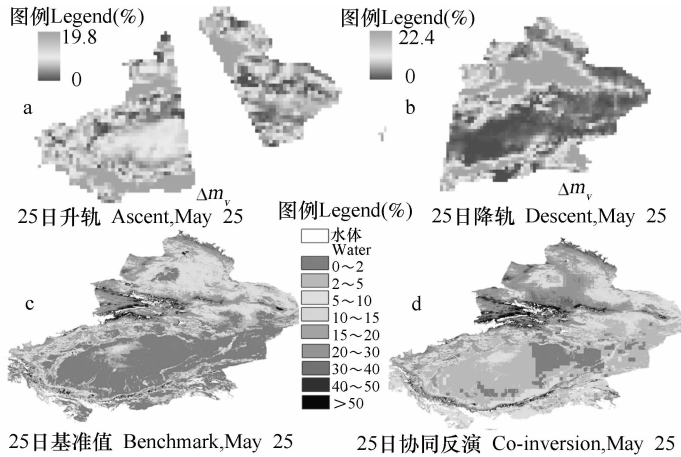 图例Legend(%)
19.8
0
a
Δmv
25日升轨 Ascent,May 25
图例Legend(%)
22.4
0
b
Δmv
25日降轨 Descent,May 25
图例Legend(%)
水体
Water
0～2
2～5
5～10
10～15
15～20
20～30
30～40
40～50
>50
c
25日基准值 Benchmark,May 25
d
25日协同反演 Co-inversion,May 25